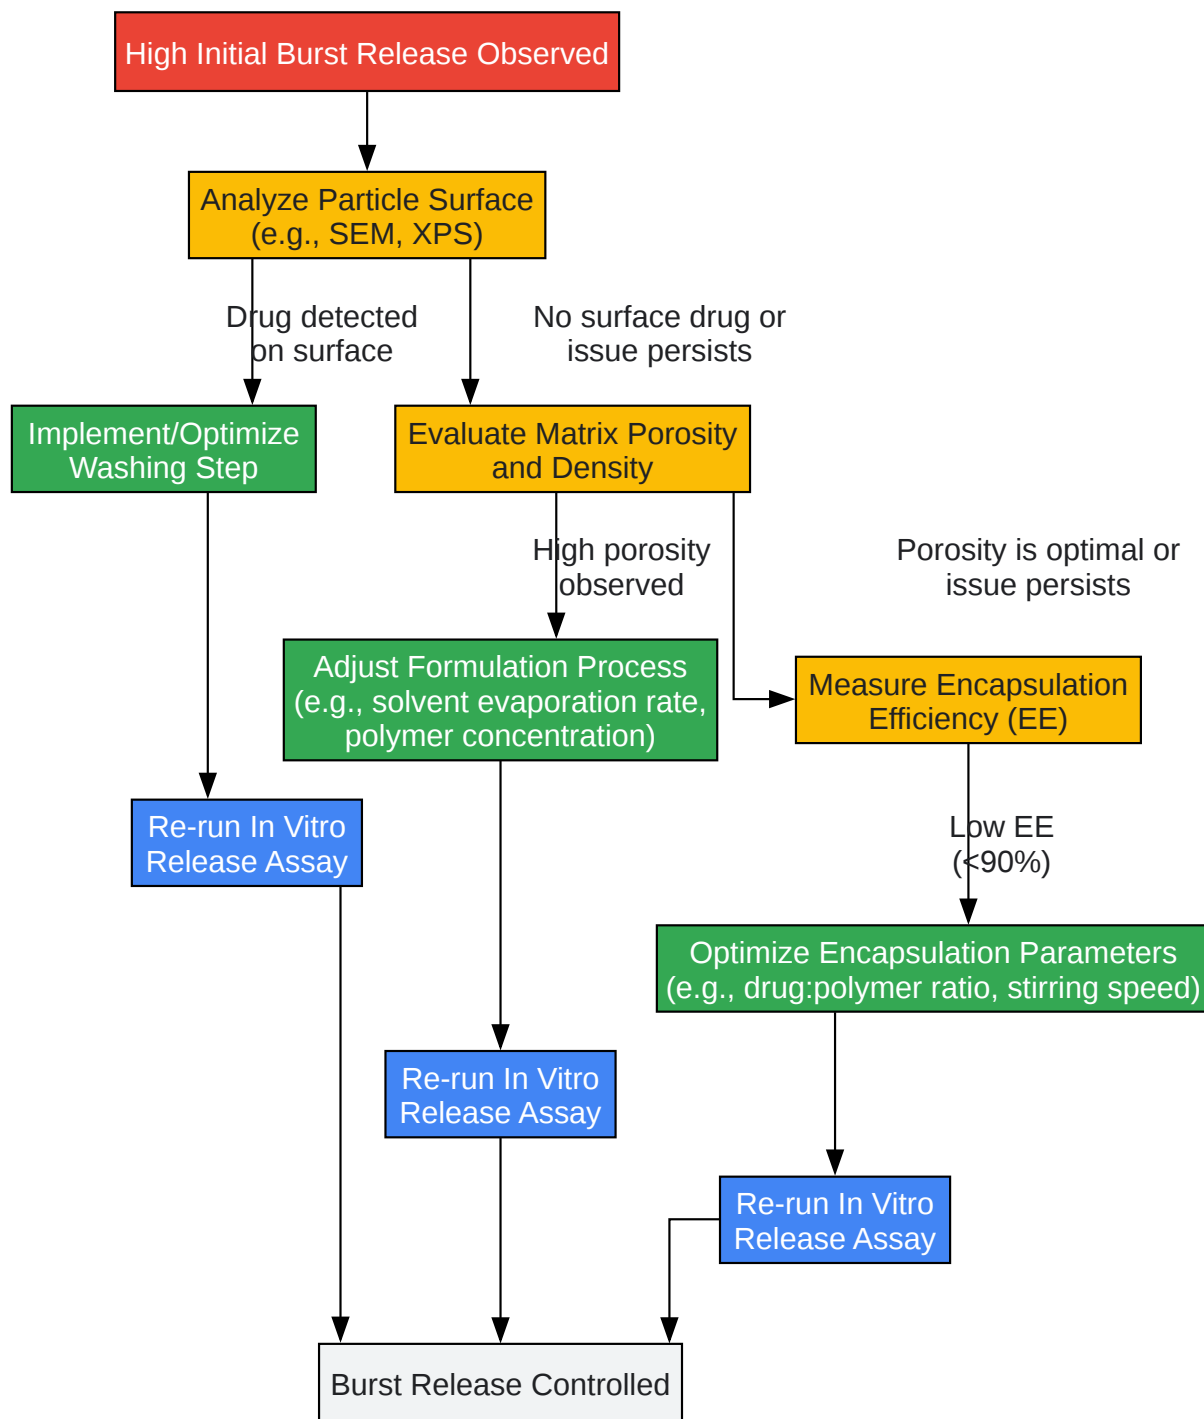 High Initial Burst Release Observed
Analyze Particle Surface
(e.g., SEM, XPS)
Drug detected
on surface
No surface drug or
issue persists
Implement/Optimize
Washing Step
Evaluate Matrix Porosity
and Density
High porosity
observed
Porosity is optimal or
issue persists
Adjust Formulation Process
(e.g., solvent evaporation rate,
polymer concentration)
Measure Encapsulation
Efficiency (EE)
Re-run In Vitro
Release Assay
Low EE
(<90%)
Optimize Encapsulation Parameters
(e.g., drug:polymer ratio, stirring speed)
Re-run In Vitro
Release Assay
Re-run In Vitro
Release Assay
Burst Release Controlled